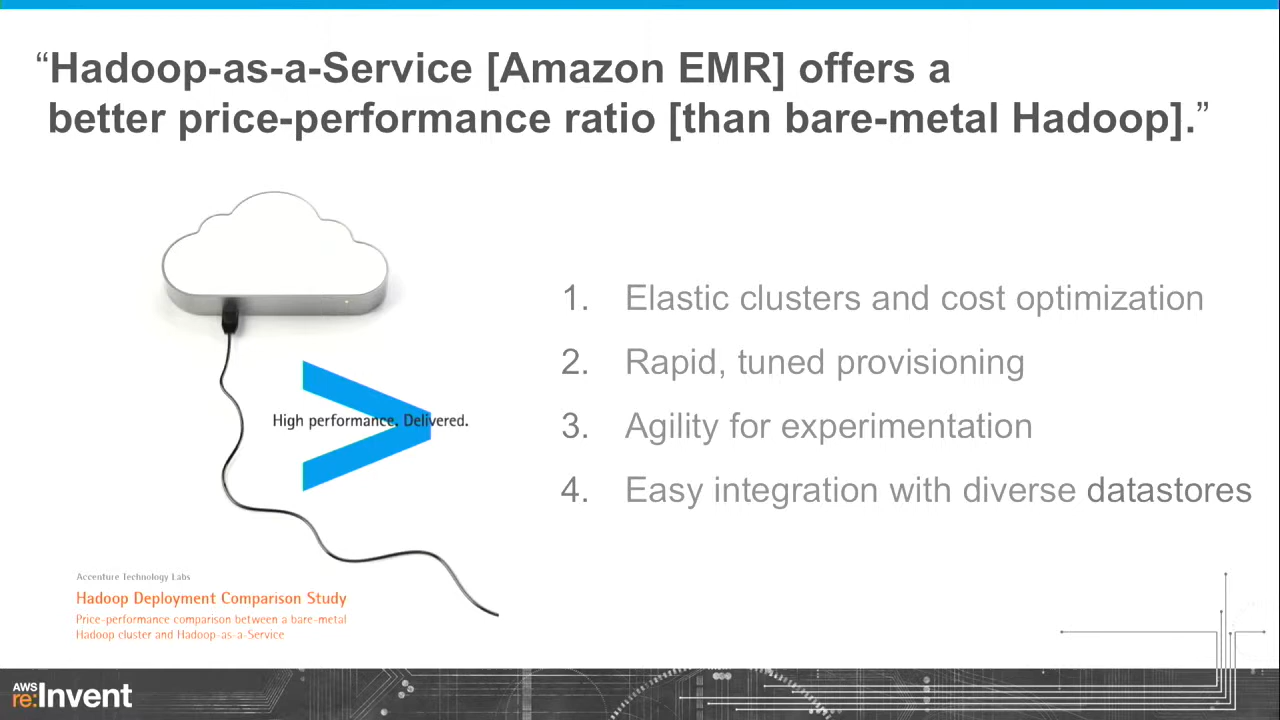 “Hadoop-as-a-Service [Amazon EMR] offers a
better price-performance ratio [than bare-metal Hadoop].”
1. Elastic clusters and cost optimization
2. Rapid, tuned provisioning
3. Agility for experimentation
4. Easy integration with diverse datastores
High performance. Delivered.
Accenture Technology Labs
Hadoop Deployment Comparison Study
Price-performance comparison between a bare-metal
Hadoop cluster and Hadoop-as-a-Service
AWS
re:Invent